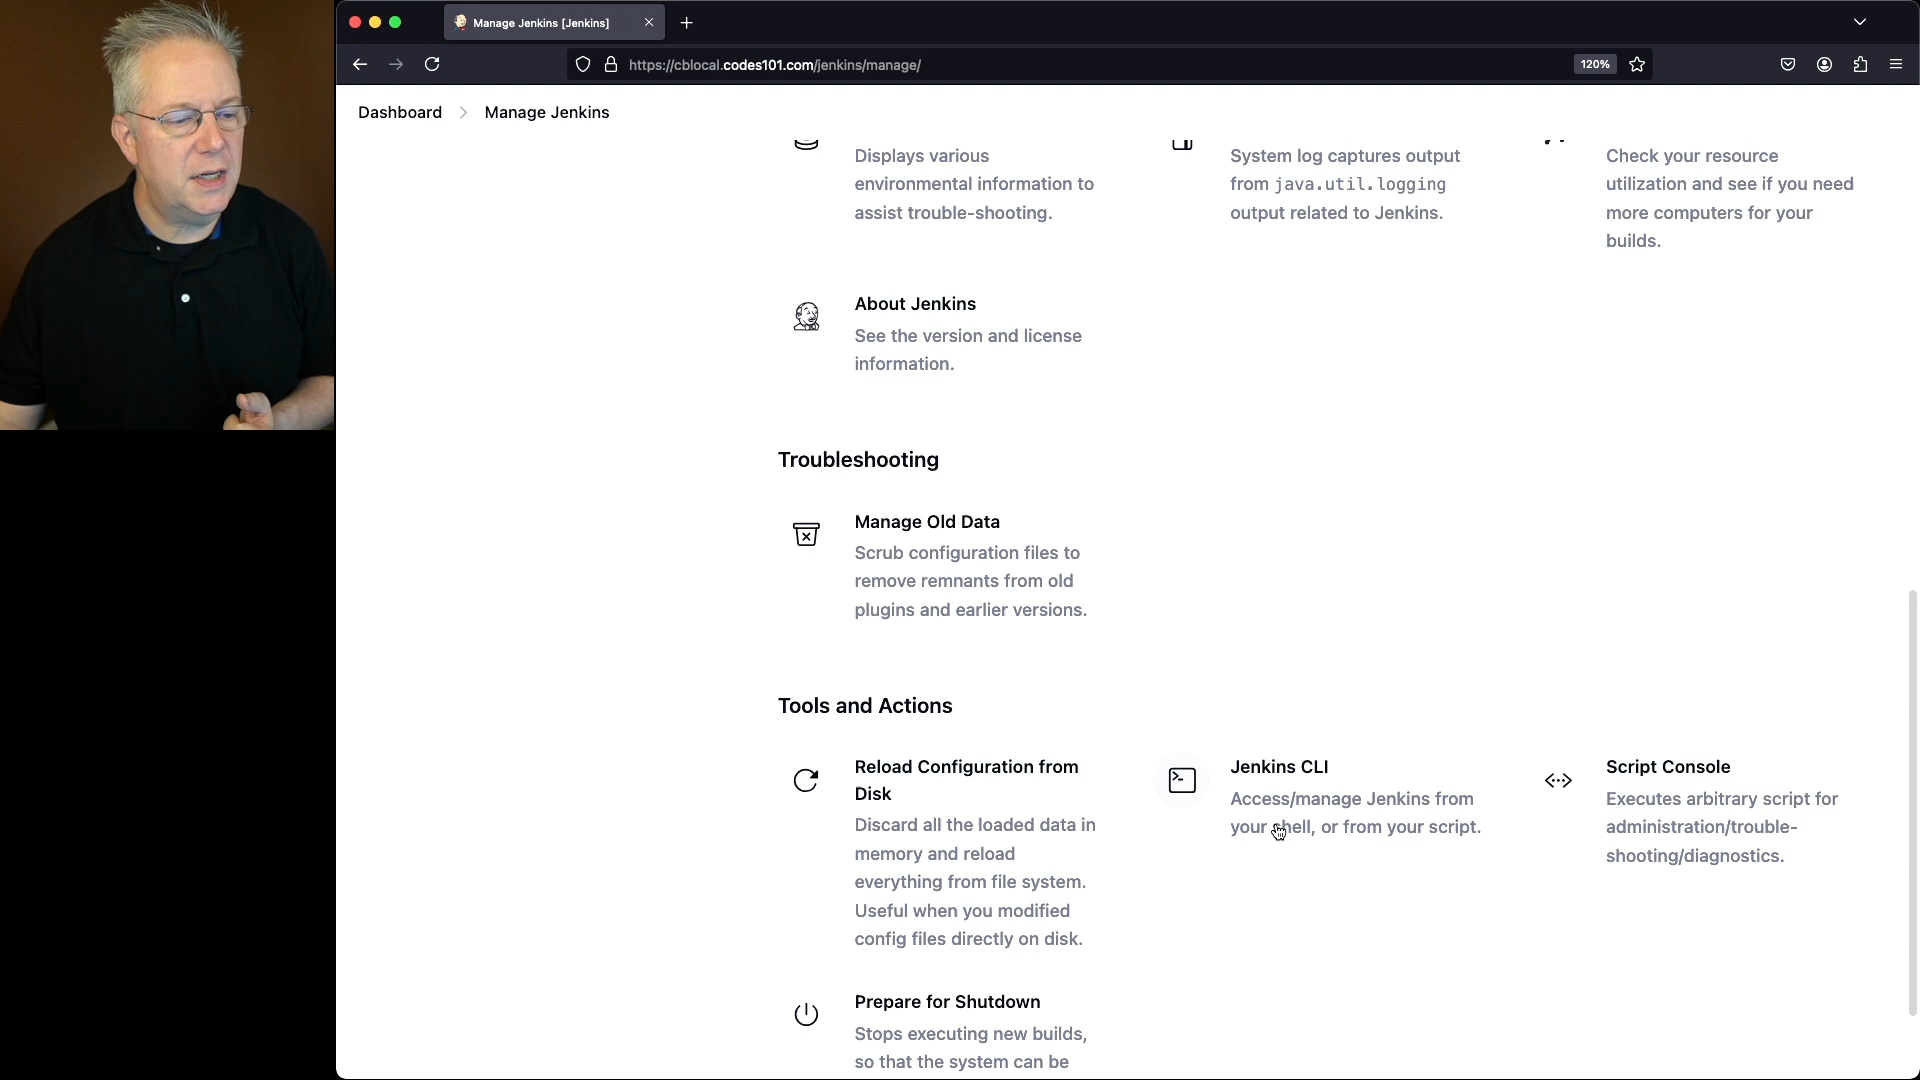 Manage Jenkins [Jenkins]
https://cblocal.codes101.com/jenkins/manage/
120%
Dashboard
Manage Jenkins
Displays various
environmental information to
assist trouble-shooting.
System log captures output
from java.util.logging
output related to Jenkins.
Check your resource
utilization and see if you need
more computers for your
builds.
About Jenkins
See the version and license
information.
Troubleshooting
Manage Old Data
Scrub configuration files to
remove remnants from old
plugins and earlier versions.
Tools and Actions
Reload Configuration from
Disk
Discard all the loaded data in
memory and reload
everything from file system.
Useful when you modified
config files directly on disk.
Jenkins CLI
Access/manage Jenkins from
your shell, or from your script.
Script Console
Executes arbitrary script for
administration/trouble-
shooting/diagnostics.
Prepare for Shutdown
Stops executing new builds,
so that the system can be